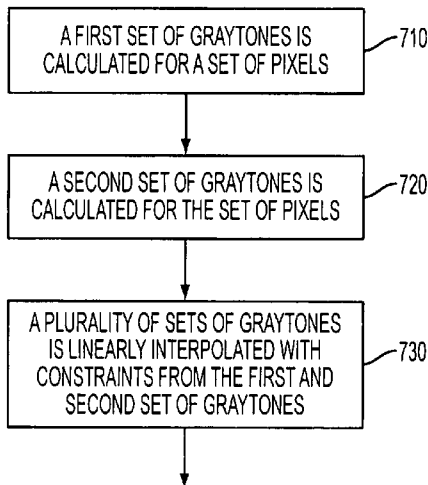 A FIRST SET OF GRAYTONES IS
CALCULATED FOR A SET OF PIXELS
710
A SECOND SET OF GRAYTONES IS
CALCULATED FOR THE SET OF PIXELS
720
A PLURALITY OF SETS OF GRAYTONES
IS LINEARLY INTERPOLATED WITH
CONSTRAINTS FROM THE FIRST AND
SECOND SET OF GRAYTONES
730